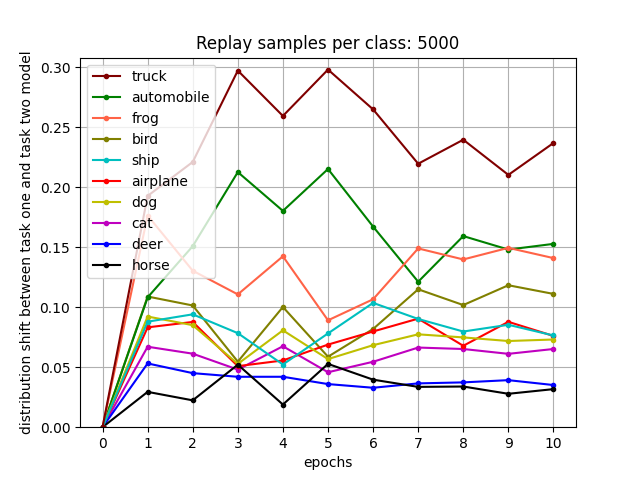 Replay samples per class: 5000
distribution shift between task one and task two model
0.30
0.25
0.20
0.15
0.10
0.05
0.00
truck
automobile
frog
bird
ship
airplane
dog
cat
deer
horse
0 1 2 3 4 5 6 7 8 9 10
epochs